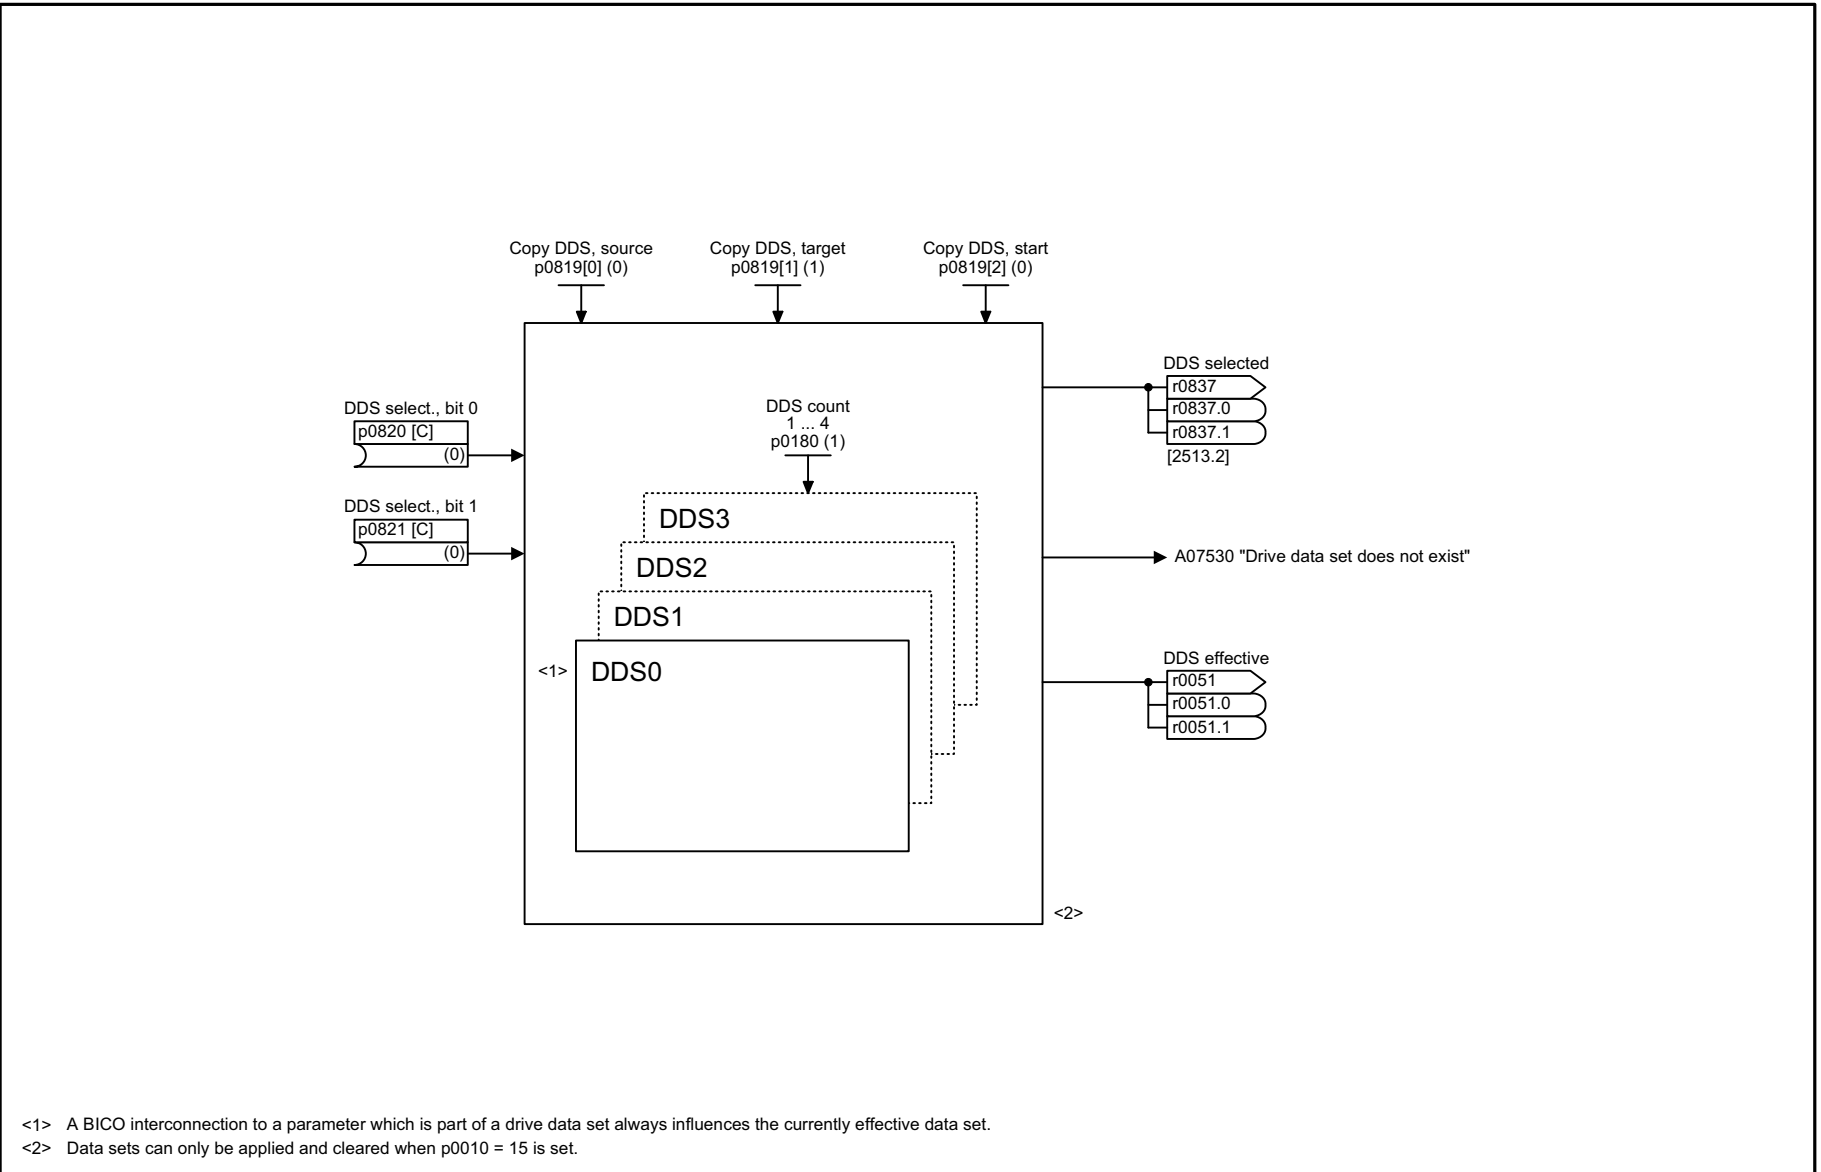 Copy DDS, source
p0819[0] (0)
Copy DDS, target
p0819[1] (1)
Copy DDS, start
p0819[2] (0)
DDS select., bit 0
p0820 [C]
(0)
DDS select., bit 1
p0821 [C]
(0)
DDS count
1 ... 4
p0180 (1)
DDS3
DDS2
DDS1
<1>
DDS0
<2>
DDS selected
r0837
r0837.0
r0837.1
[2513.2]
A07530 "Drive data set does not exist"
DDS effective
r0051
r0051.0
r0051.1
<1> A BICO interconnection to a parameter which is part of a drive data set always influences the currently effective data set.
<2> Data sets can only be applied and cleared when p0010 = 15 is set.